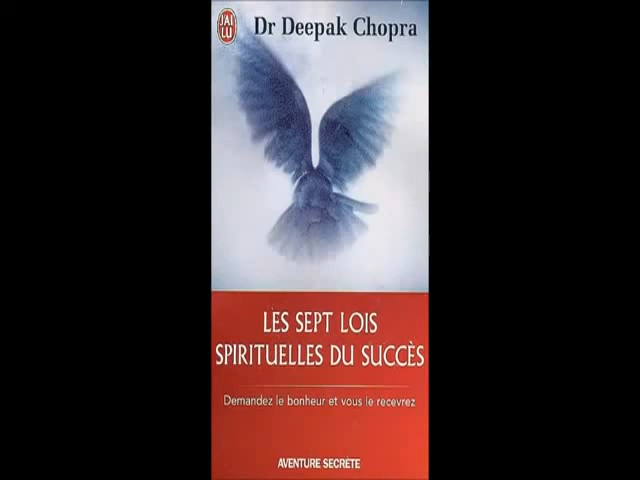 J'AI
LU
Dr Deepak Chopra
LES SEPT LOIS
SPIRITUELLES DU SUCCÈS
Demandez le bonheur et vous le recevrez
AVENTURE SECRÈTE